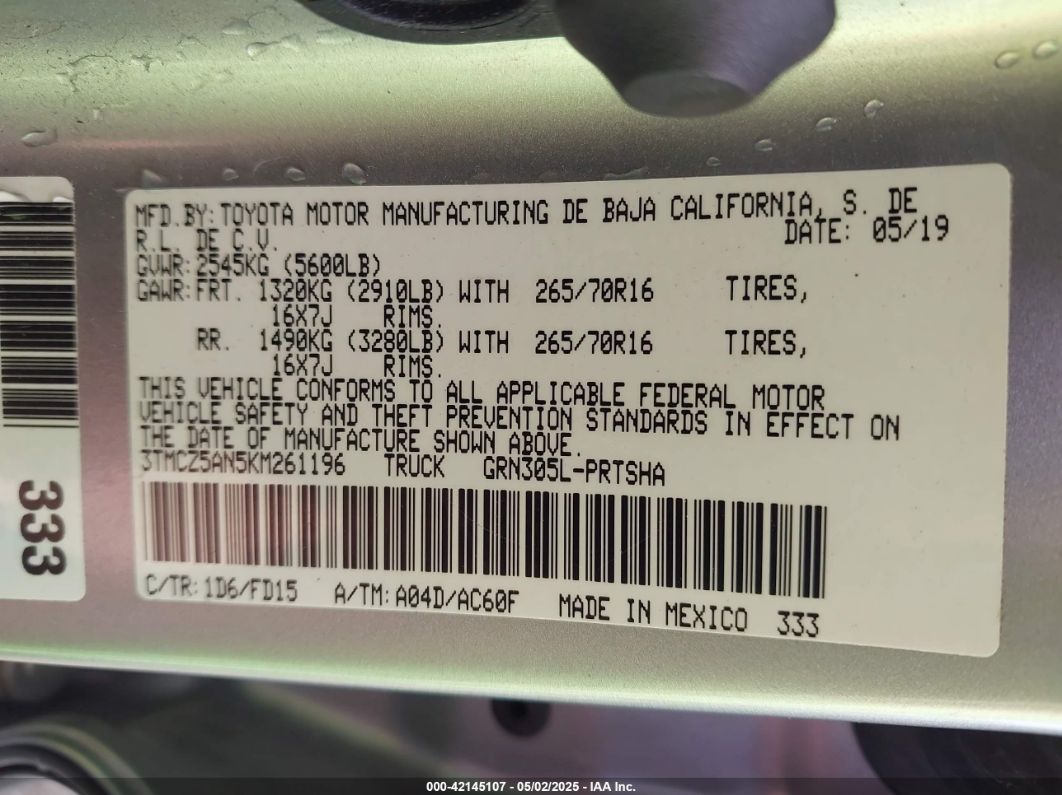 MFD.BY: TOYOTA MOTOR MANUFACTURING DE BAJA CALIFORNIA, S. DE
R.L. DE C.V. DATE: 05/19
GVWR: 2545KG (5600LB)
GAWR: FRT. 1320KG (2910LB) WITH 265/70R16 TIRES,
16X7J RIMS.
RR. 1490KG (3280LB) WITH 265/70R16 TIRES,
16X7J RIMS.
THIS VEHICLE CONFORMS TO ALL APPLICABLE FEDERAL MOTOR
VEHICLE SAFETY AND THEFT PREVENTION STANDARDS IN EFFECT ON
THE DATE OF MANUFACTURE SHOWN ABOVE.
3TMCZ5AN5KM261196 TRUCK GRN305L-PRTSHA
C/TR: 1D6/FD15 A/TM: A04D/AC60F MADE IN MEXICO 333
333
000-42145107 - 05/02/2025 - IAA Inc.